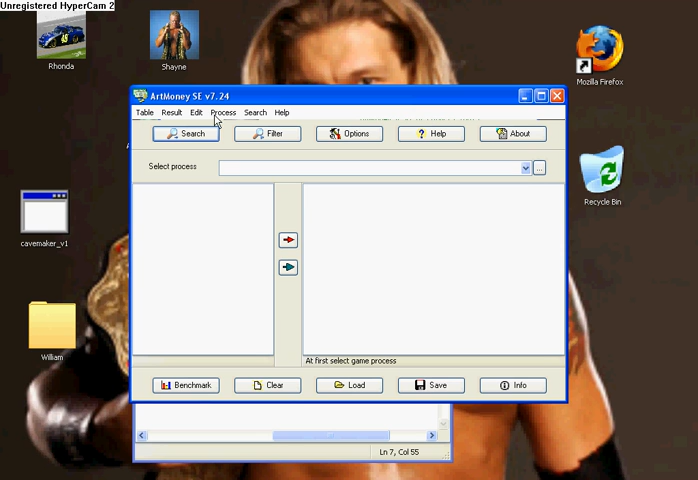 Unregistered HyperCam 2
Rhonda
Shayne
Mozilla Firefox
ArtMoney SE v7.24
Table Result Edit Process Search Help
Search Filter Options Help About
Select process
...
cavemaker_v1
Recycle Bin
William
At first select game process
Benchmark Clear Load Save Info
Ln 7, Col 55